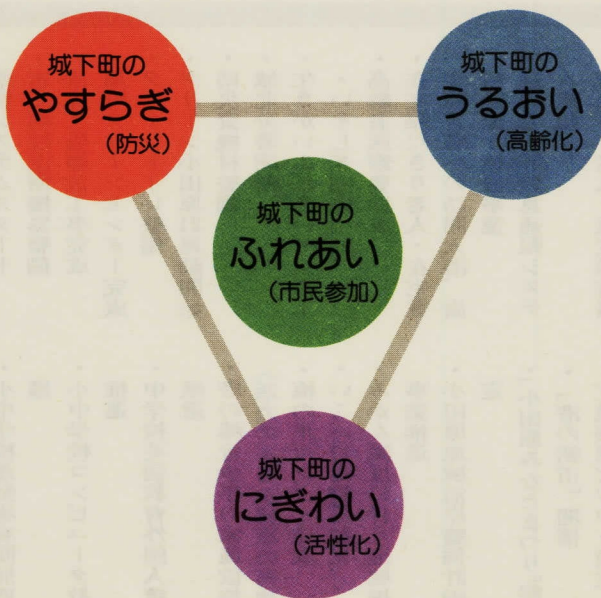 城下町の
やすらぎ
(防災)
城下町の
うるおい
(高齢化)
城下町の
ふれあい
(市民参加)
城下町の
にぎわい
(活性化)